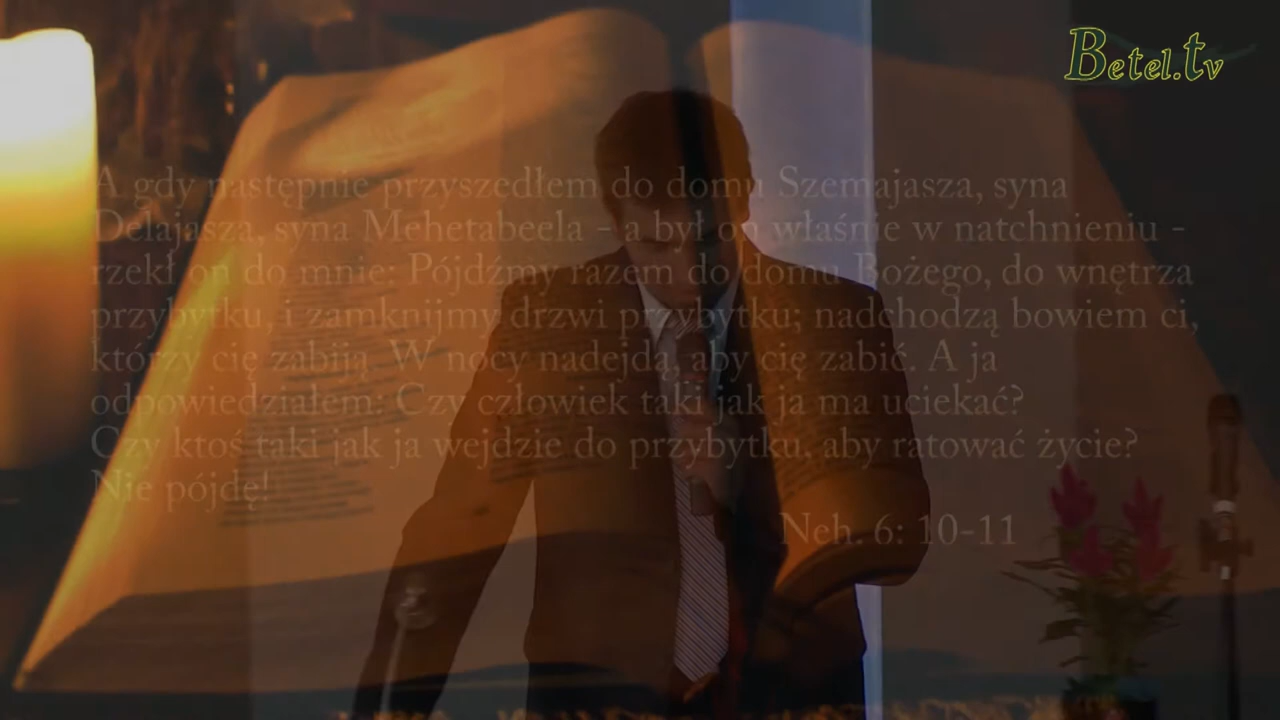 Betel.tv
A gdy następnie przyszedłem do domu Szemajasza, syna
Delajasza, syna Mehetabeela - a był on właśnie w natchnieniu -
rzekł on do mnie: Pójdźmy razem do domu Bożego, do wnętrza
przybytku, i zamknijmy drzwi przybytku; nadchodzą bowiem ci,
którzy cię zabiją. W nocy nadejdą, aby cię zabić. A ja
odpowiedziałem: Czy człowiek taki jak ja ma uciekać?
Czy ktoś taki jak ja wejdzie do przybytku, aby ratować życie?
Nie pójdę!
Neh. 6: 10-11